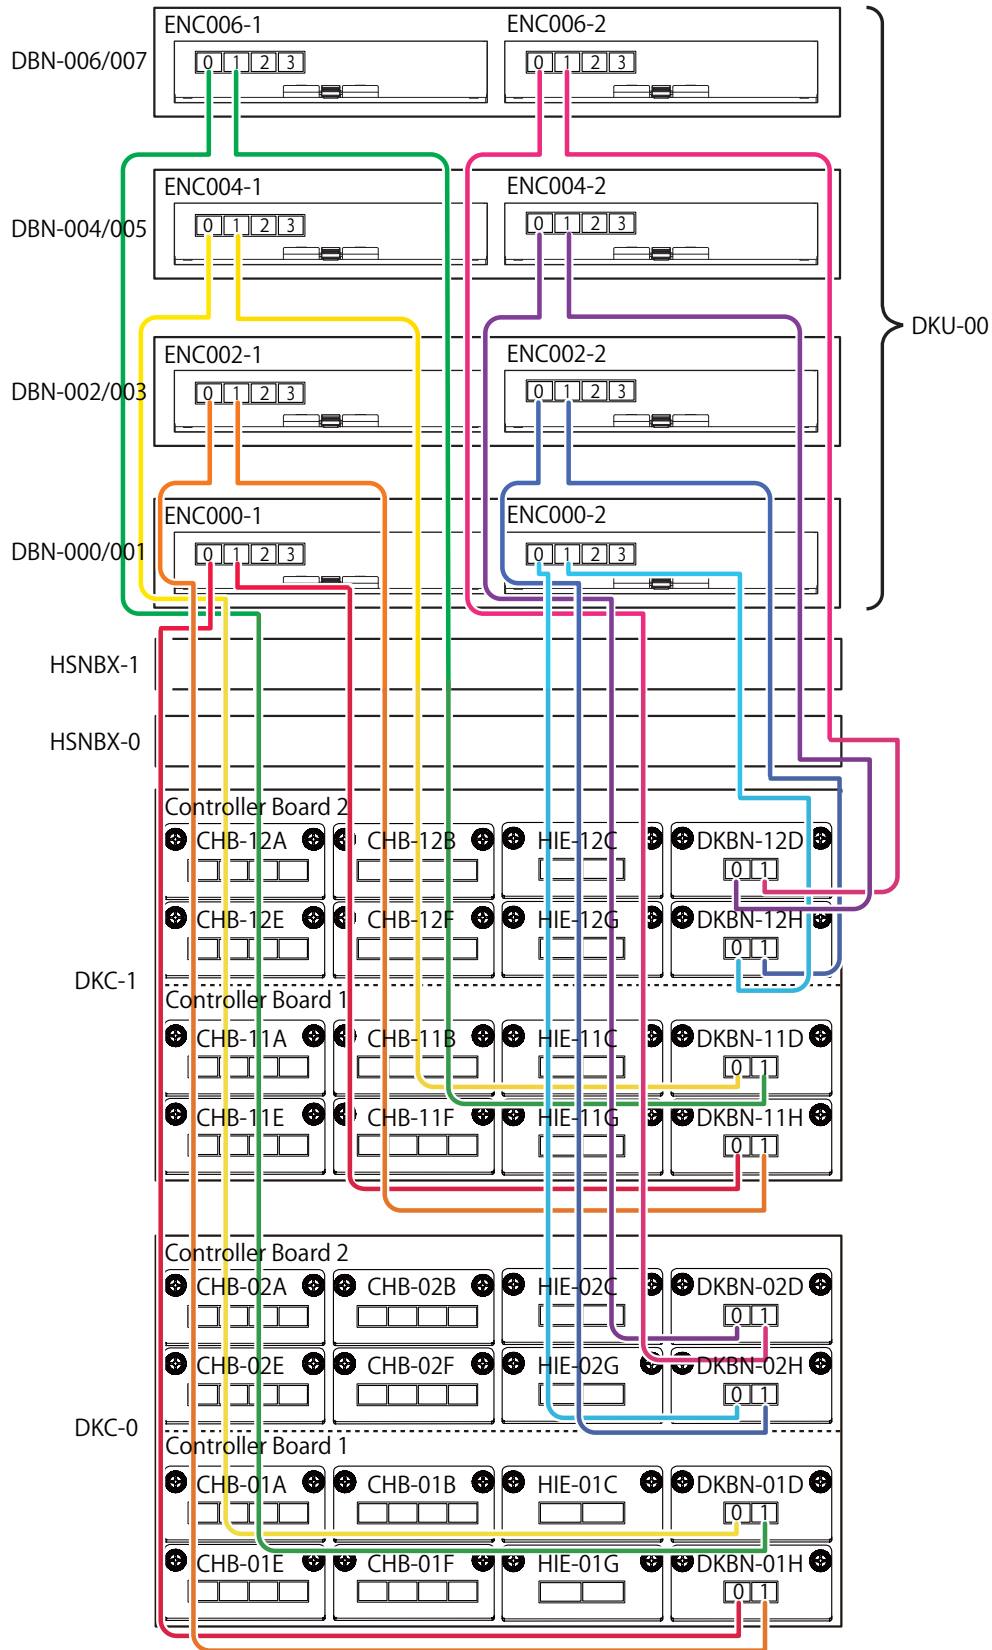 ENC006-1 ENC006-2
DBN-006/007 0 1 2 3 0 1 2 3
ENC004-1 ENC004-2
DBN-004/005 0 1 2 3 0 1 2 3
DKU-00
ENC002-1 ENC002-2
DBN-002/003 0 1 2 3 0 1 2 3
ENC000-1 ENC000-2
DBN-000/001 0 1 2 3 0 1 2 3
HSNBX-1
HSNBX-0
Controller Board 2
CHB-12A CHB-12B HIE-12C DKBN-12D
0 1
CHB-12E CHB-12F HIE-12G DKBN-12H
0 1
DKC-1
Controller Board 1
CHB-11A CHB-11B HIE-11C DKBN-11D
0 1
CHB-11E CHB-11F HIE-11G DKBN-11H
0 1
Controller Board 2
CHB-02A CHB-02B HIE-02C DKBN-02D
0 1
CHB-02E CHB-02F HIE-02G DKBN-02H
0 1
DKC-0
Controller Board 1
CHB-01A CHB-01B HIE-01C DKBN-01D
0 1
CHB-01E CHB-01F HIE-01G DKBN-01H
0 1